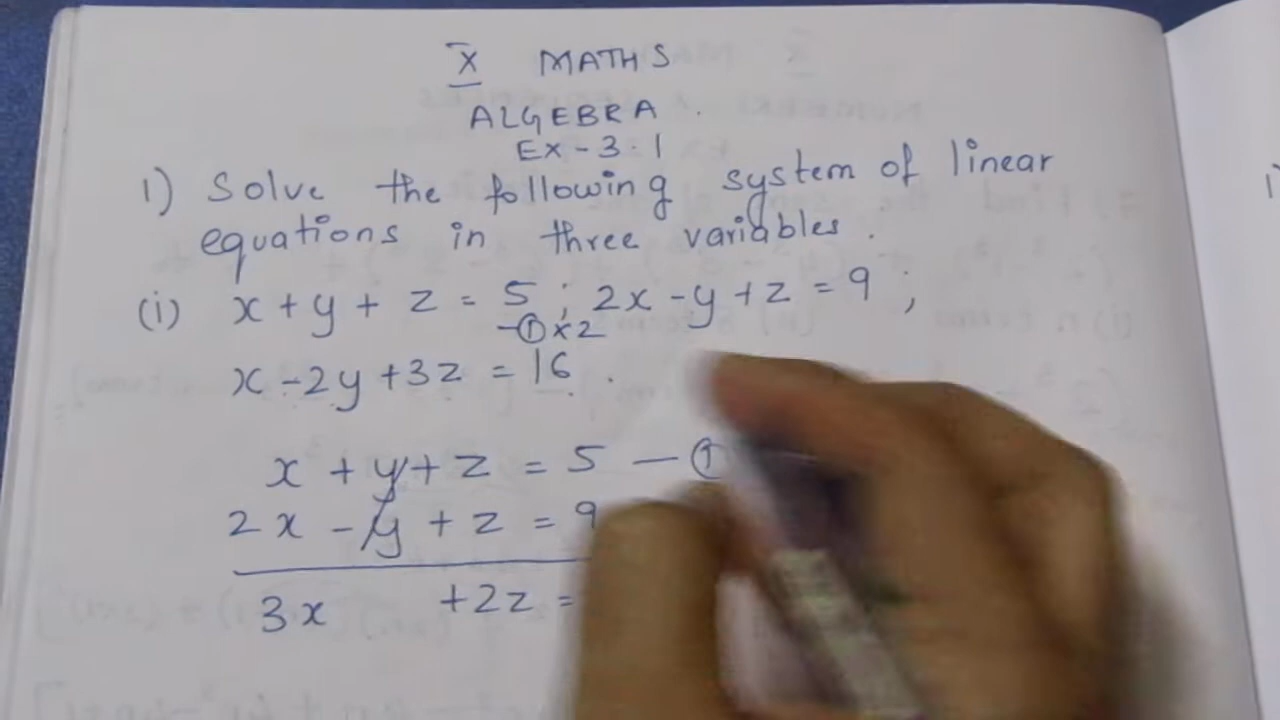 X MATHS
ALGEBRA.
Ex - 3.1
1) Solve the following system of linear
equations in three variables.
(i) x + y + z = 5 ; 2x - y + z = 9 ;
- ① × 2
x - 2y + 3z = 16.
x + y + z = 5 — ①
2x - y + z = 9
3x + 2z =